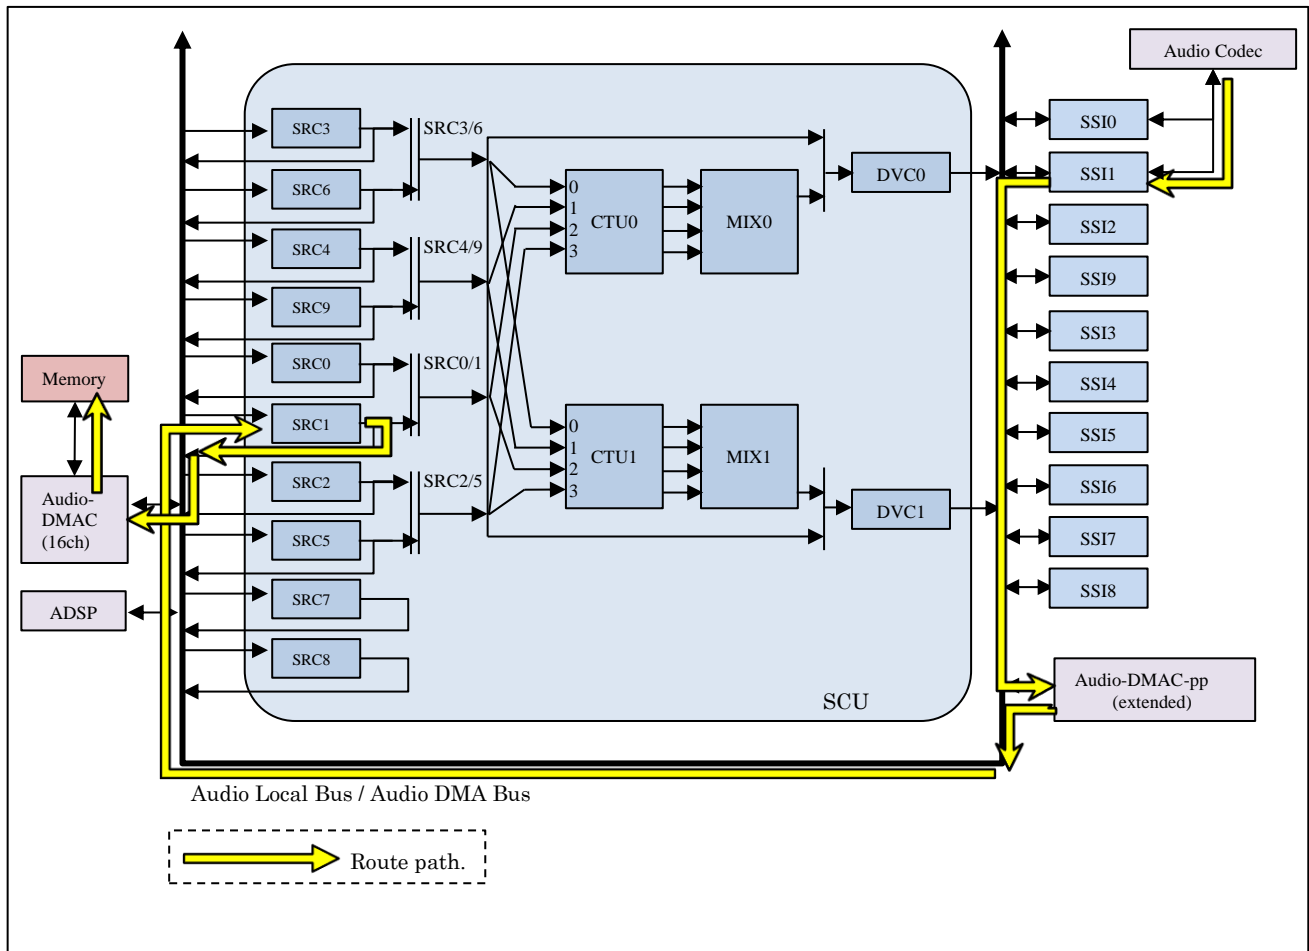 Audio Codec
SRC3
SRC3/6
SSI0
SRC6
CTU0
0
1
2
3
MIX0
DVC0
SSI1
SRC4
SRC4/9
SSI2
SRC9
SSI9
SRC0
SRC0/1
SSI3
Memory
SSI4
SRC1
CTU1
0
1
2
3
MIX1
SSI5
SRC2
SRC2/5
SSI6
Audio-
DMAC
(16ch)
DVC1
SRC5
SSI7
ADSP
SRC7
SSI8
SRC8
SCU
Audio-DMAC-pp
(extended)
Audio Local Bus / Audio DMA Bus
Route path.